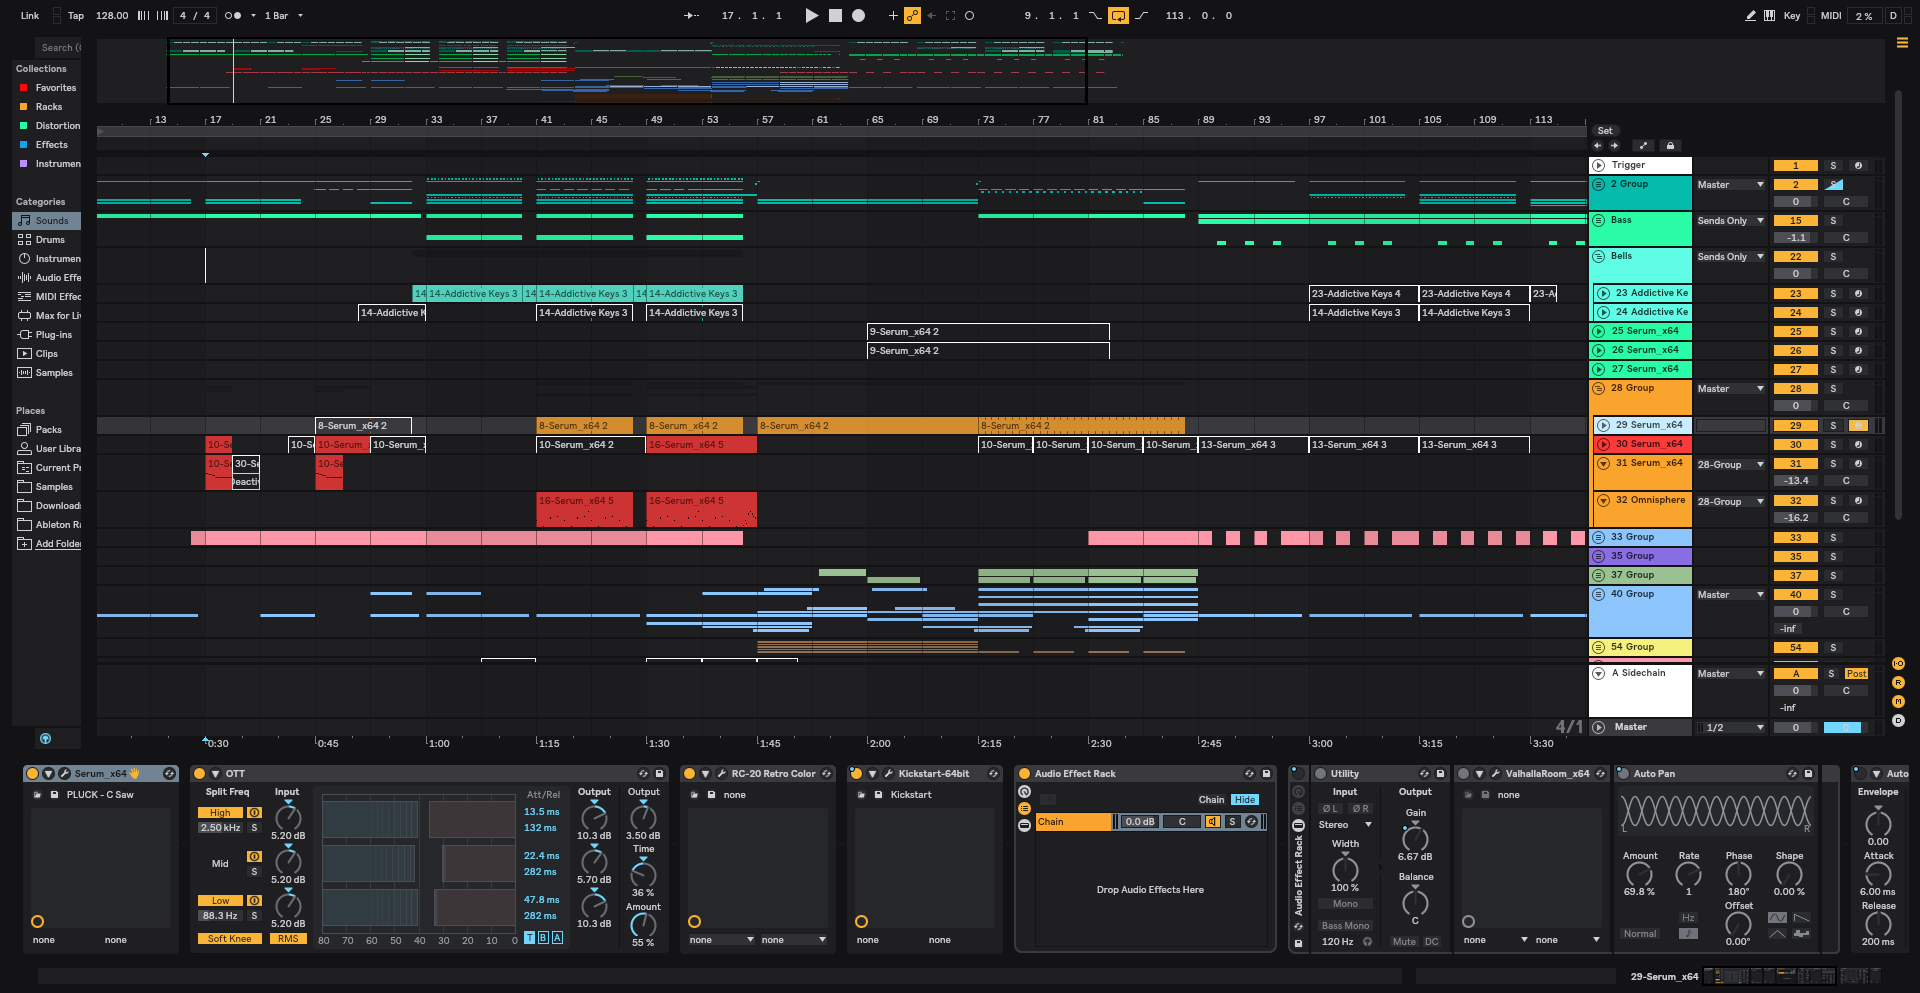 Link Tap 128.00 4 / 4 1 Bar 17 . 1 . 1 9 . 1 . 1 113 . 0 . 0 Key MIDI 2 % D
Search (
Collections
Favorites
Racks
Distortion
Effects
Instrumen
Categories
Sounds
Drums
Instrumen
Audio Effe
MIDI Effec
Max for Liv
Plug-ins
Clips
Samples
Places
Packs
User Libra
Current Pr
Samples
Downloads
Ableton Ra
Add Folder
13 17 21 25 29 33 37 41 45 49 53 57 61 65 69 73 77 81 85 89 93 97 101 105 109 113
Set
Trigger 1 S
2 Group Master 2 S
0 C
Bass Sends Only 15 S
-1.1 C
Bells Sends Only 22 S
0 C
14 14-Addictive Keys 3 14 14-Addictive Keys 3 14 14-Addictive Keys 3 23-Addictive Keys 4 23-Addictive Keys 4 23-A 23 Addictive Ke 23 S
14-Addictive K 14-Addictive Keys 3 14-Addictive Keys 3 14-Addictive Keys 3 14-Addictive Keys 3 24 Addictive Ke 24 S
9-Serum_x64 2 25 Serum_x64 25 S
9-Serum_x64 2 26 Serum_x64 26 S
27 Serum_x64 27 S
28 Group Master 28 S
0 C
8-Serum_x64 2 8-Serum_x64 2 8-Serum_x64 2 8-Serum_x64 2 8-Serum_x64 2 29 Serum_x64 29 S
10-Se 10-S 10-Serum_ 10-Serum_ 10-Serum_x64 2 16-Serum_x64 5 10-Serum_ 10-Serum_ 10-Serum_ 10-Serum_ 13-Serum_x64 3 13-Serum_x64 3 13-Serum_x64 3 30 Serum_x64 30 S
10-S 30-Se 10-Se 31 Serum_x64 28-Group 31 S
Deactiv -13.4 C
16-Serum_x64 5 16-Serum_x64 5 32 Omnisphere 28-Group 32 S
-16.2 C
33 Group 33 S
35 Group 35 S
37 Group 37 S
40 Group Master 40 S
0 C
-inf
54 Group 54 S
A Sidechain Master A S Post
0 C
-inf
4/1 Master 1/2 0 0
0:30 0:45 1:00 1:15 1:30 1:45 2:00 2:15 2:30 2:45 3:00 3:15 3:30
I·O
R
M
D
Serum_x64
PLUCK - C Saw
none none
OTT
Split Freq Input Att/Rel Output Output
High 13.5 ms
2.50 kHz S 5.20 dB 132 ms 10.3 dB 3.50 dB
Mid 22.4 ms Time
S 5.20 dB 282 ms 5.70 dB 36 %
Low 47.8 ms Amount
88.3 Hz S 5.20 dB 282 ms 10.3 dB
Soft Knee RMS 80 70 60 50 40 30 20 10 0 T B A 55 %
RC-20 Retro Color
none
none none
Kickstart-64bit
Kickstart
none none
Audio Effect Rack
Chain Hide
Chain 0.0 dB C S
Drop Audio Effects Here
Audio Effect Rack
Utility
Input Output
Ø L Ø R Gain
Stereo
Width 6.67 dB
100 % Balance
Mono
Bass Mono C
120 Hz Mute DC
ValhallaRoom_x64
none
none none
Auto Pan
L R
Amount Rate Phase Shape
69.8 % 1 180° 0.00 %
Offset
Hz
Normal 0.00°
Auto
Envelope
0.00
Attack
6.00 ms
Release
200 ms
29-Serum_x64